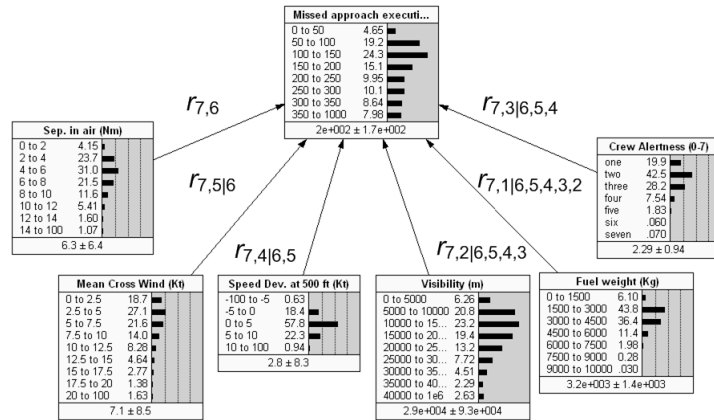 Missed approach executi...
0 to 50 4.65
50 to 100 19.2
100 to 150 24.3
150 to 200 15.1
200 to 250 9.95
250 to 300 10.1
300 to 350 8.64
350 to 1000 7.98
2e+002 ± 1.7e+002
r7,6
r7,3|6,5,4
Sep. in air (Nm)
0 to 2 4.15
2 to 4 23.7
4 to 6 31.0
6 to 8 21.5
8 to 10 11.6
10 to 12 5.41
12 to 14 1.60
14 to 100 1.07
6.3 ± 6.4
Crew Alertness (0-7)
one 19.9
two 42.5
three 28.2
four 7.54
five 1.83
six .060
seven .070
2.29 ± 0.94
r7,5|6
r7,1|6,5,4,3,2
r7,4|6,5
r7,2|6,5,4,3
Mean Cross Wind (Kt)
0 to 2.5 18.7
2.5 to 5 27.1
5 to 7.5 21.6
7.5 to 10 14.0
10 to 12.5 8.28
12.5 to 15 4.64
15 to 17.5 2.77
17.5 to 20 1.38
20 to 100 1.63
7.1 ± 8.5
Speed Dev. at 500 ft (Kt)
-100 to -5 0.63
-5 to 0 18.4
0 to 5 57.8
5 to 10 22.3
10 to 100 0.94
2.8 ± 8.3
Visibility (m)
0 to 5000 6.26
5000 to 10000 20.8
10000 to 15... 23.2
15000 to 20... 19.4
20000 to 25... 13.2
25000 to 30... 7.72
30000 to 35... 4.51
35000 to 40... 2.29
40000 to 1e6 2.63
2.9e+004 ± 9.3e+004
Fuel weight (Kg)
0 to 1500 6.10
1500 to 3000 43.8
3000 to 4500 36.4
4500 to 6000 11.4
6000 to 7500 1.98
7500 to 9000 0.28
9000 to 10000 .030
3.2e+003 ± 1.4e+003